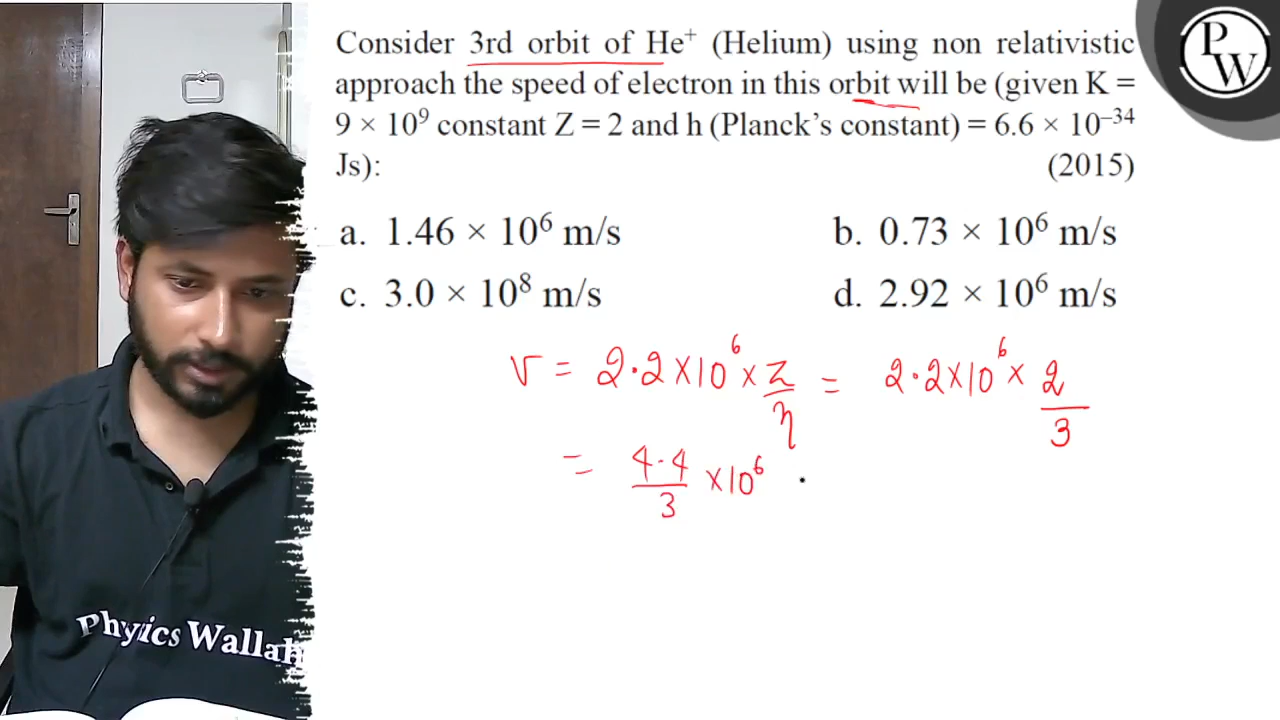 Consider 3rd orbit of He⁺ (Helium) using non relativistic
approach the speed of electron in this orbit will be (given K =
9 × 10⁹ constant Z = 2 and h (Planck's constant) = 6.6 × 10⁻³⁴
Js): (2015)
a. 1.46 × 10⁶ m/s b. 0.73 × 10⁶ m/s
c. 3.0 × 10⁸ m/s d. 2.92 × 10⁶ m/s
V = 2.2×10⁶ × z/n = 2.2×10⁶ × 2/3
= 4.4/3 ×10⁶
PW
Physics Wallah